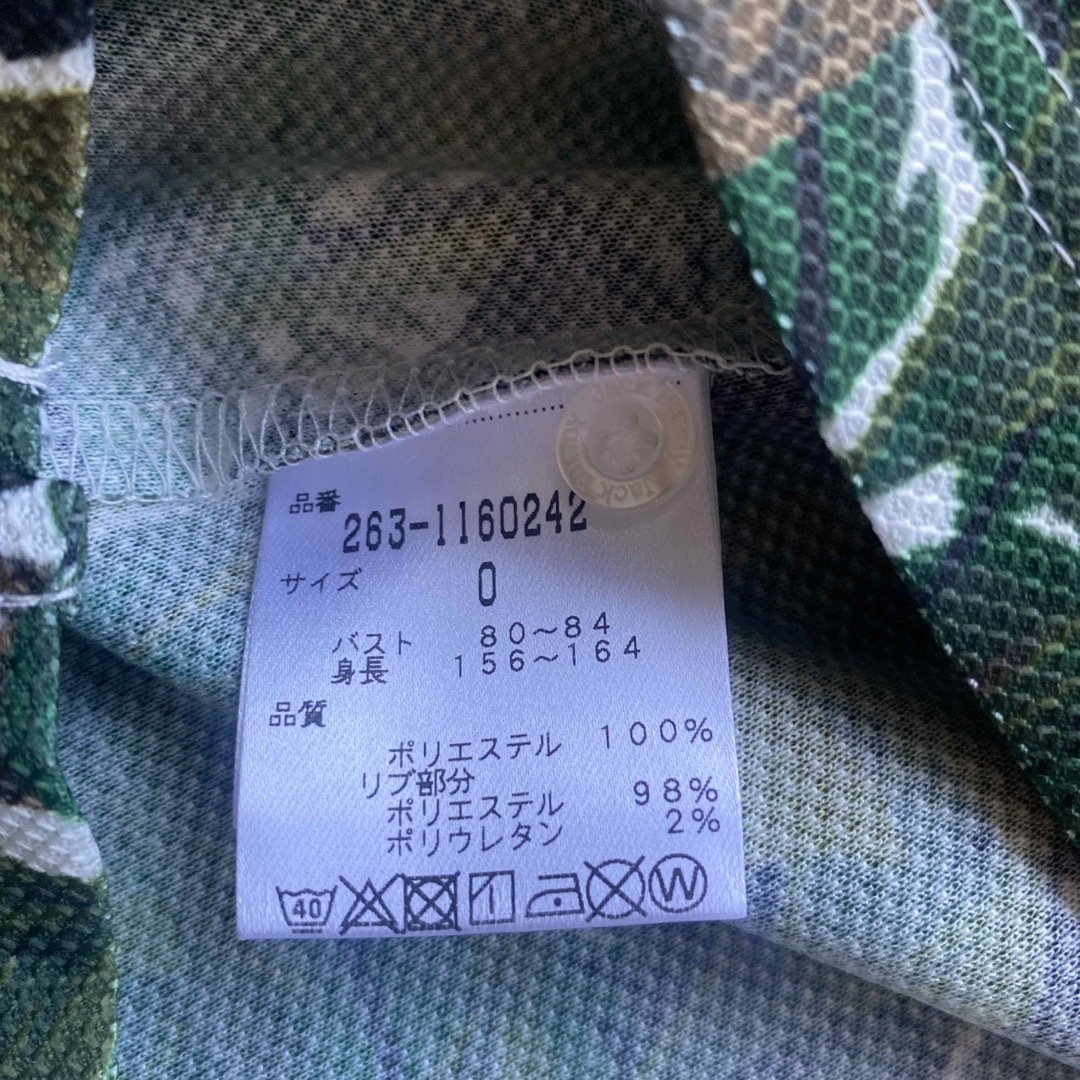 品番
263-1160242
サイズ 0
バスト 80～84
身長 156～164
品質
ポリエステル 100%
リブ部分
ポリエステル 98%
ポリウレタン 2%
40
W
Jack